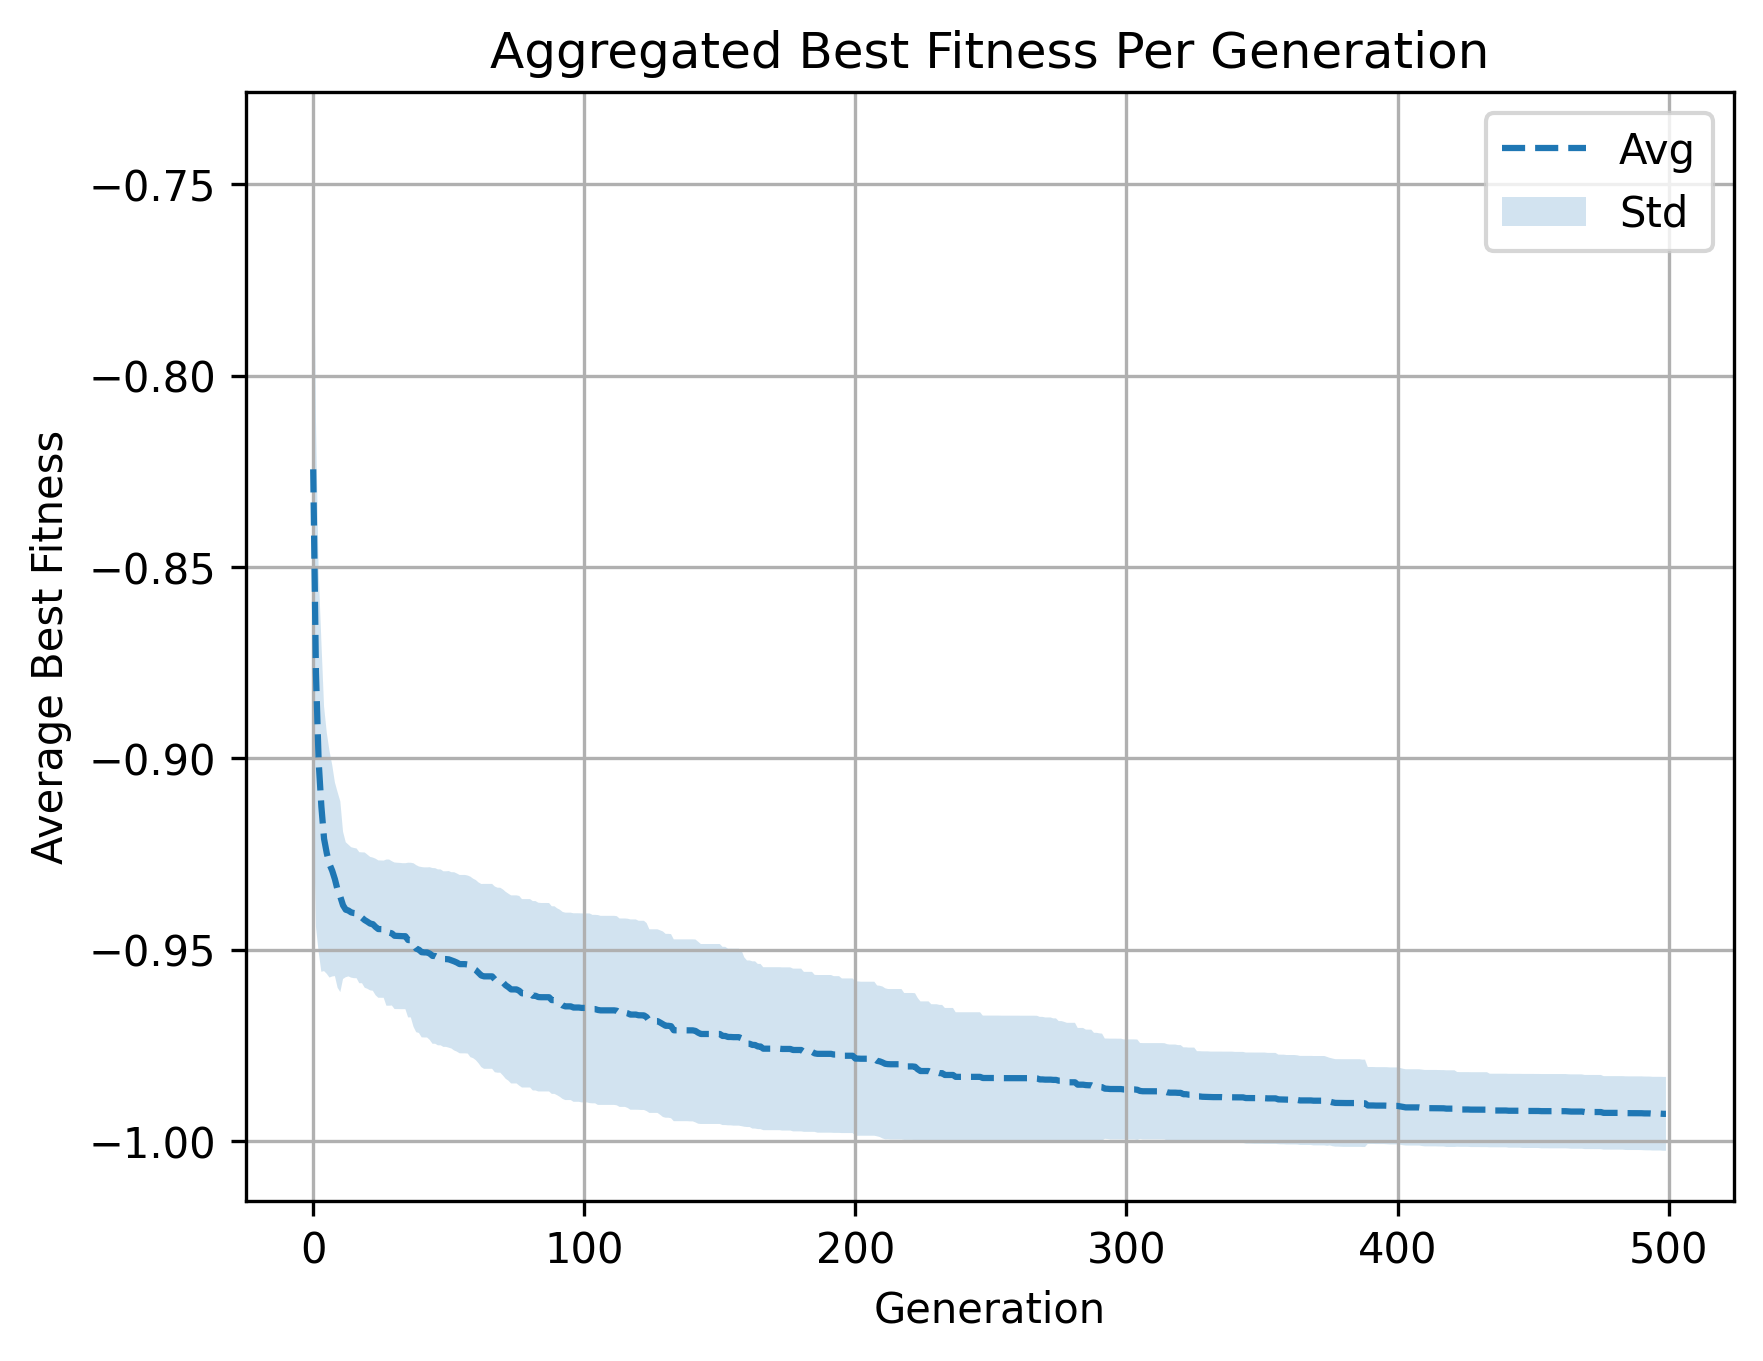 Aggregated Best Fitness Per Generation
Avg
Std
−0.75
−0.80
−0.85
−0.90
−0.95
−1.00
Average Best Fitness
0 100 200 300 400 500
Generation